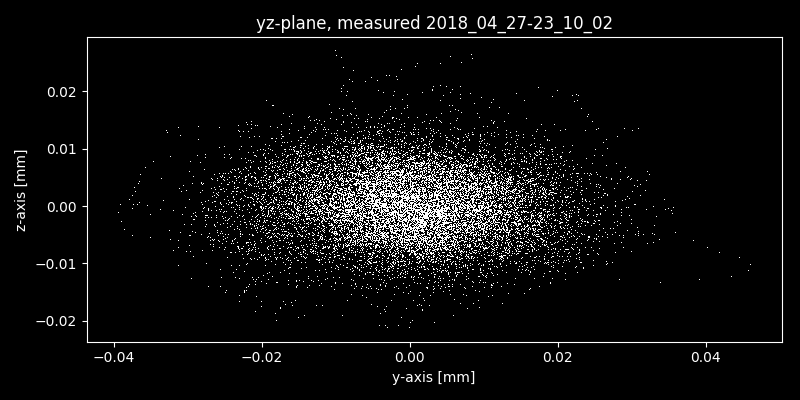 yz-plane, measured 2018_04_27-23_10_02
z-axis [mm]
0.02
0.01
0.00
−0.01
−0.02
−0.04 −0.02 0.00 0.02 0.04
y-axis [mm]